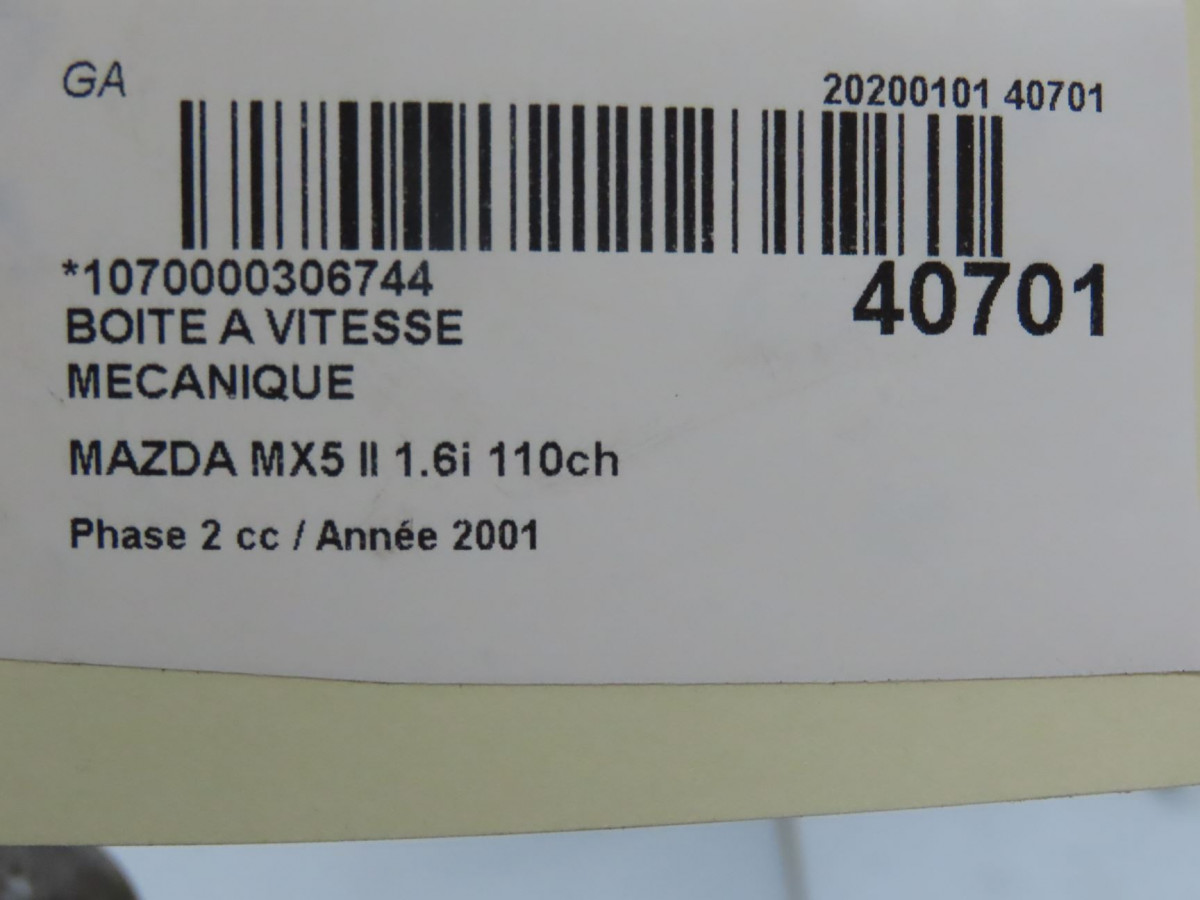 GA
20200101 40701
*1070000306744
40701
BOITE A VITESSE
MECANIQUE
MAZDA MX5 II 1.6i 110ch
Phase 2 cc / Année 2001